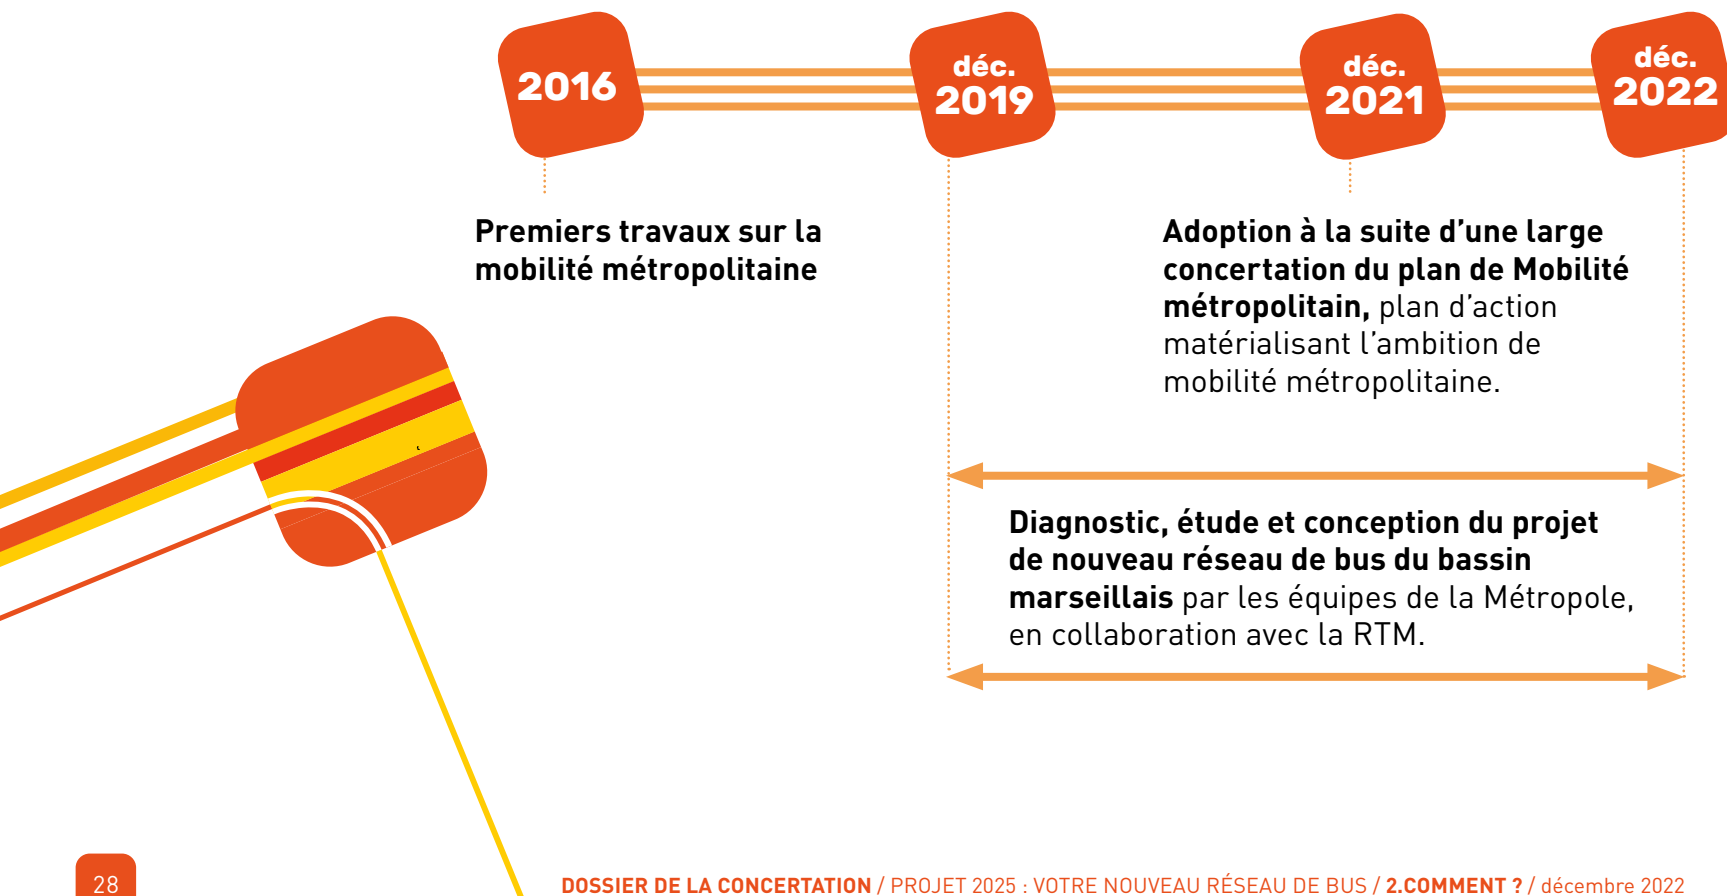 2016
déc.
2019
déc.
2021
déc.
2022
Premiers travaux sur la
mobilité métropolitaine
Adoption à la suite d’une large
concertation du plan de Mobilité
métropolitain, plan d’action
matérialisant l’ambition de
mobilité métropolitaine.
Diagnostic, étude et conception du projet
de nouveau réseau de bus du bassin
marseillais par les équipes de la Métropole,
en collaboration avec la RTM.
28
DOSSIER DE LA CONCERTATION / PROJET 2025 : VOTRE NOUVEAU RÉSEAU DE BUS / 2.COMMENT ? / décembre 2022